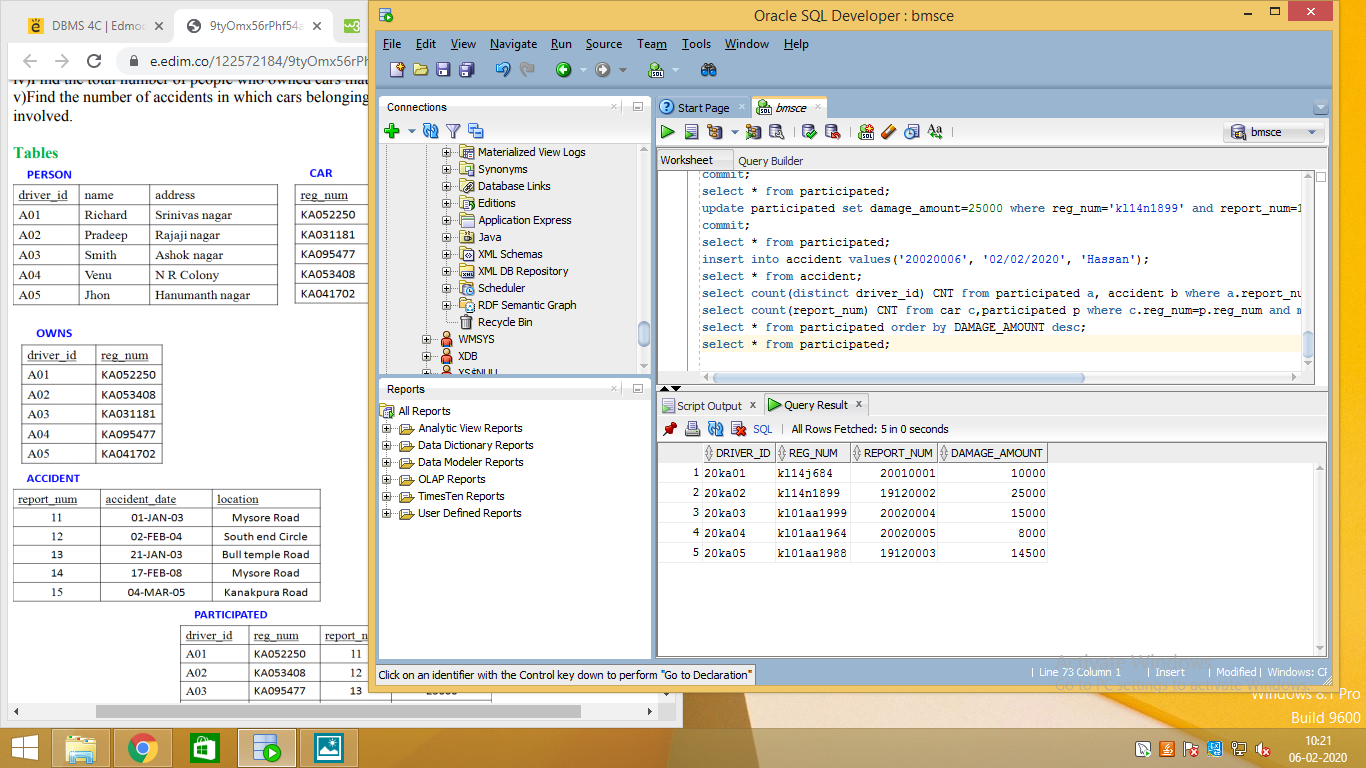 DBMS 4C | Edmod
9tyOmx56rPhf54a
e.edim.co/122572184/9tyOmx56rPh
v)Find the number of accidents in which cars belonging
involved.
Tables
PERSON
driver_id name address
A01 Richard Srinivas nagar
A02 Pradeep Rajaji nagar
A03 Smith Ashok nagar
A04 Venu N R Colony
A05 Jhon Hanumanth nagar
CAR
reg_num
KA052250
KA031181
KA095477
KA053408
KA041702
OWNS
driver_id reg_num
A01 KA052250
A02 KA053408
A03 KA031181
A04 KA095477
A05 KA041702
ACCIDENT
report_num accident_date location
11 01-JAN-03 Mysore Road
12 02-FEB-04 South end Circle
13 21-JAN-03 Bull temple Road
14 17-FEB-08 Mysore Road
15 04-MAR-05 Kanakpura Road
PARTICIPATED
driver_id reg_num report_n
A01 KA052250 11
A02 KA053408 12
A03 KA095477 13
Oracle SQL Developer : bmsce
File Edit View Navigate Run Source Team Tools Window Help
Connections
Materialized View Logs
Synonyms
Database Links
Editions
Application Express
Java
XML Schemas
XML DB Repository
Scheduler
RDF Semantic Graph
Recycle Bin
WMSYS
XDB
XS$NULL
Reports
All Reports
Analytic View Reports
Data Dictionary Reports
Data Modeler Reports
OLAP Reports
TimesTen Reports
User Defined Reports
Start Page bmsce
bmsce
Worksheet Query Builder
commit;
select * from participated;
update participated set damage_amount=25000 where reg_num='kl14n1899' and report_num=1
commit;
select * from participated;
insert into accident values('20020006', '02/02/2020', 'Hassan');
select * from accident;
select count(distinct driver_id) CNT from participated a, accident b where a.report_nu
select count(report_num) CNT from car c,participated p where c.reg_num=p.reg_num and m
select * from participated order by DAMAGE_AMOUNT desc;
select * from participated;
Script Output x Query Result x
SQL | All Rows Fetched: 5 in 0 seconds
DRIVER_ID REG_NUM REPORT_NUM DAMAGE_AMOUNT
1 20ka01 kl14j684 20010001 10000
2 20ka02 kl14n1899 19120002 25000
3 20ka03 kl01aa1999 20020004 15000
4 20ka04 kl01aa1964 20020005 8000
5 20ka05 kl01aa1988 19120003 14500
Click on an identifier with the Control key down to perform "Go to Declaration"
Line 73 Column 1 | Insert | Modified | Windows: CF
Activate Windows
Go to PC settings to activate Windows.
Windows 8.1 Pro
Build 9600
10:21
06-02-2020